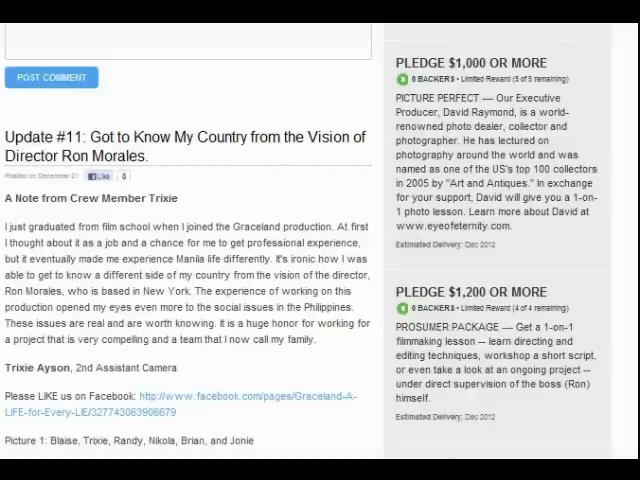 POST COMMENT
Update #11: Got to Know My Country from the Vision of
Director Ron Morales.
Posted on December 21
Like
8
A Note from Crew Member Trixie
I just graduated from film school when I joined the Graceland production. At first
I thought about it as a job and a chance for me to get professional experience,
but it eventually made me experience Manila life differently. It's ironic how I was
able to get to know a different side of my country from the vision of the director,
Ron Morales, who is based in New York. The experience of working on this
production opened my eyes even more to the social issues in the Philippines.
These issues are real and are worth knowing. It is a huge honor for working for
a project that is very compelling and a team that I now call my family.
Trixie Ayson, 2nd Assistant Camera
Please LIKE us on Facebook: http://www.facebook.com/pages/Graceland-A-
LIFE-for-Every-LIE/327743063906679
Picture 1: Blaise, Trixie, Randy, Nikola, Brian, and Jonie
PLEDGE $1,000 OR MORE
0 BACKERS • Limited Reward (5 of 5 remaining)
PICTURE PERFECT --- Our Executive
Producer, David Raymond, is a world-
renowned photo dealer, collector and
photographer. He has lectured on
photography around the world and was
named as one of the US's top 100 collectors
in 2005 by "Art and Antiques." In exchange
for your support, David will give you a 1-on-
1 photo lesson. Learn more about David at
www.eyeofeternity.com.
Estimated Delivery: Dec 2012
PLEDGE $1,200 OR MORE
0 BACKERS • Limited Reward (4 of 4 remaining)
PROSUMER PACKAGE --- Get a 1-on-1
filmmaking lesson -- learn directing and
editing techniques, workshop a short script,
or even take a look at an ongoing project --
under direct supervision of the boss (Ron)
himself.
Estimated Delivery: Dec 2012